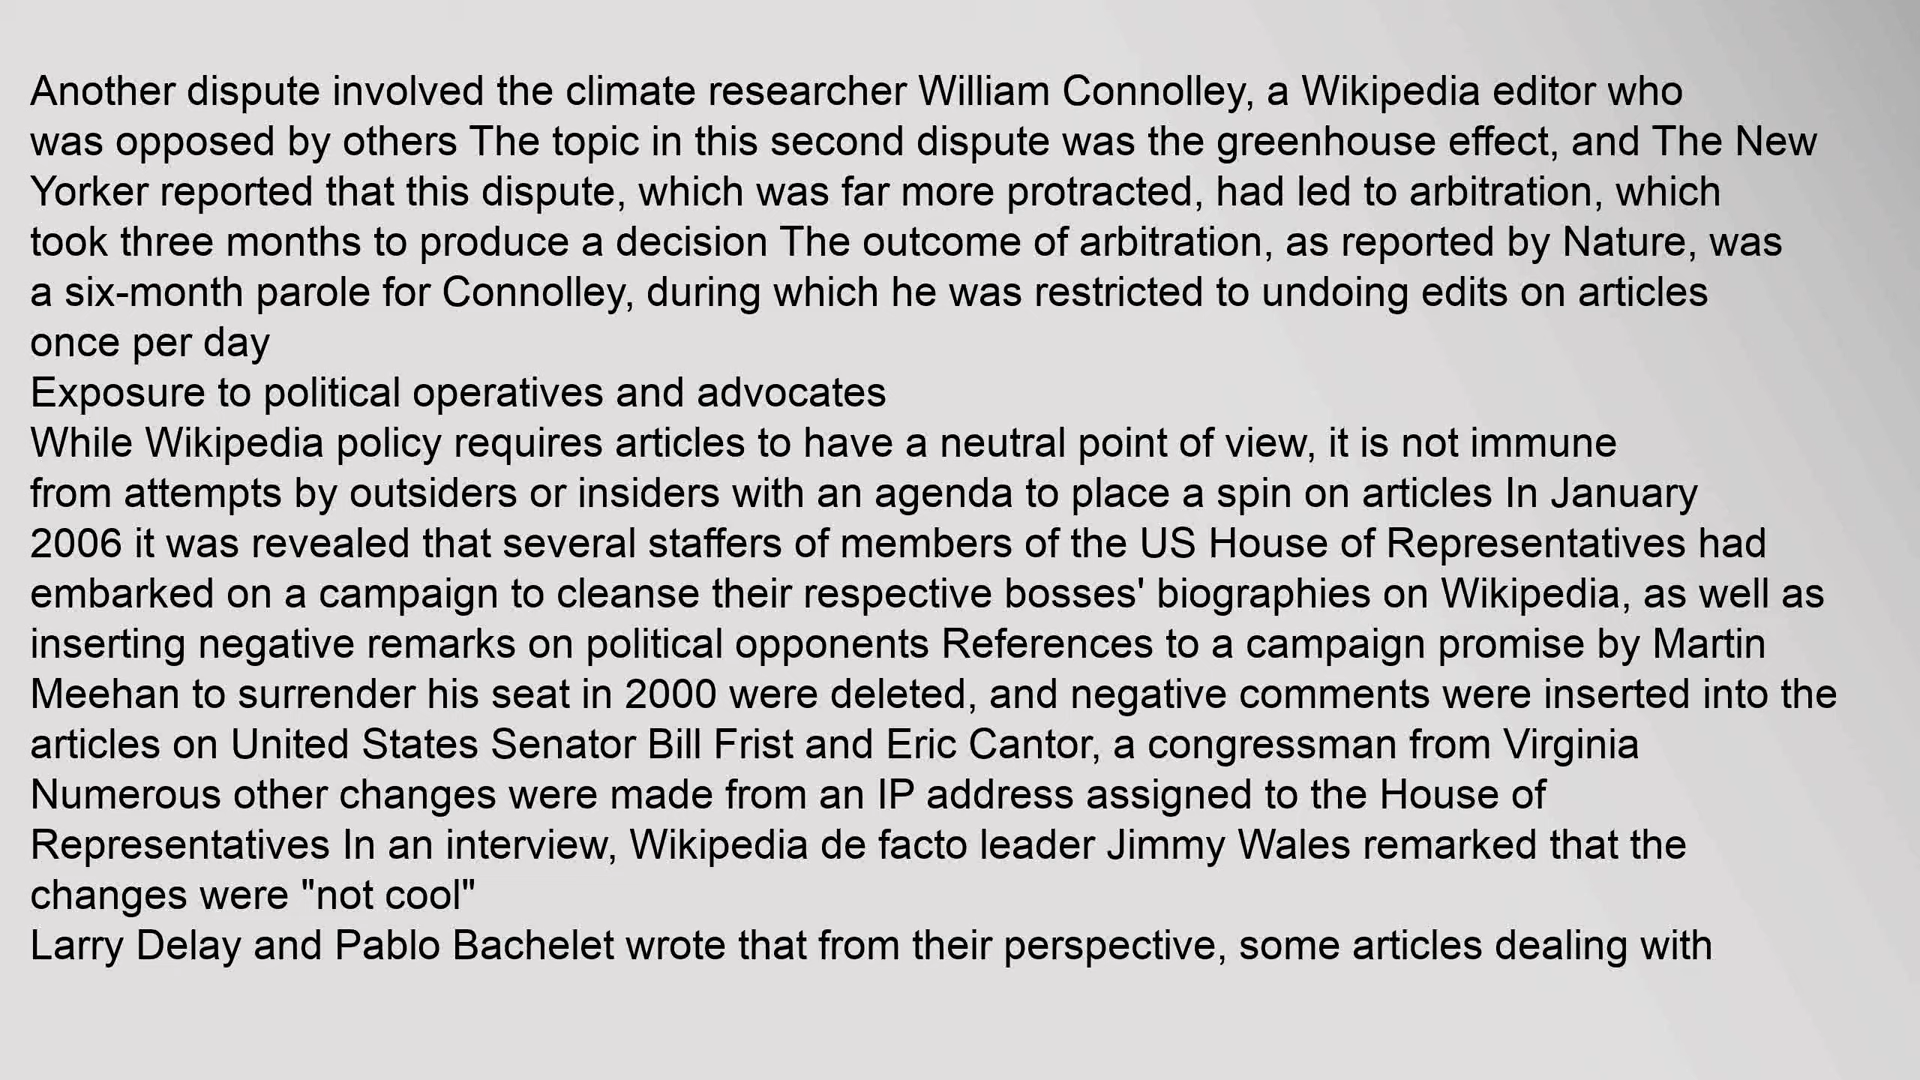 Another dispute involved the climate researcher William Connolley, a Wikipedia editor who
was opposed by others The topic in this second dispute was the greenhouse effect, and The New
Yorker reported that this dispute, which was far more protracted, had led to arbitration, which
took three months to produce a decision The outcome of arbitration, as reported by Nature, was
a six-month parole for Connolley, during which he was restricted to undoing edits on articles
once per day
Exposure to political operatives and advocates
While Wikipedia policy requires articles to have a neutral point of view, it is not immune
from attempts by outsiders or insiders with an agenda to place a spin on articles In January
2006 it was revealed that several staffers of members of the US House of Representatives had
embarked on a campaign to cleanse their respective bosses' biographies on Wikipedia, as well as
inserting negative remarks on political opponents References to a campaign promise by Martin
Meehan to surrender his seat in 2000 were deleted, and negative comments were inserted into the
articles on United States Senator Bill Frist and Eric Cantor, a congressman from Virginia
Numerous other changes were made from an IP address assigned to the House of
Representatives In an interview, Wikipedia de facto leader Jimmy Wales remarked that the
changes were "not cool"
Larry Delay and Pablo Bachelet wrote that from their perspective, some articles dealing with